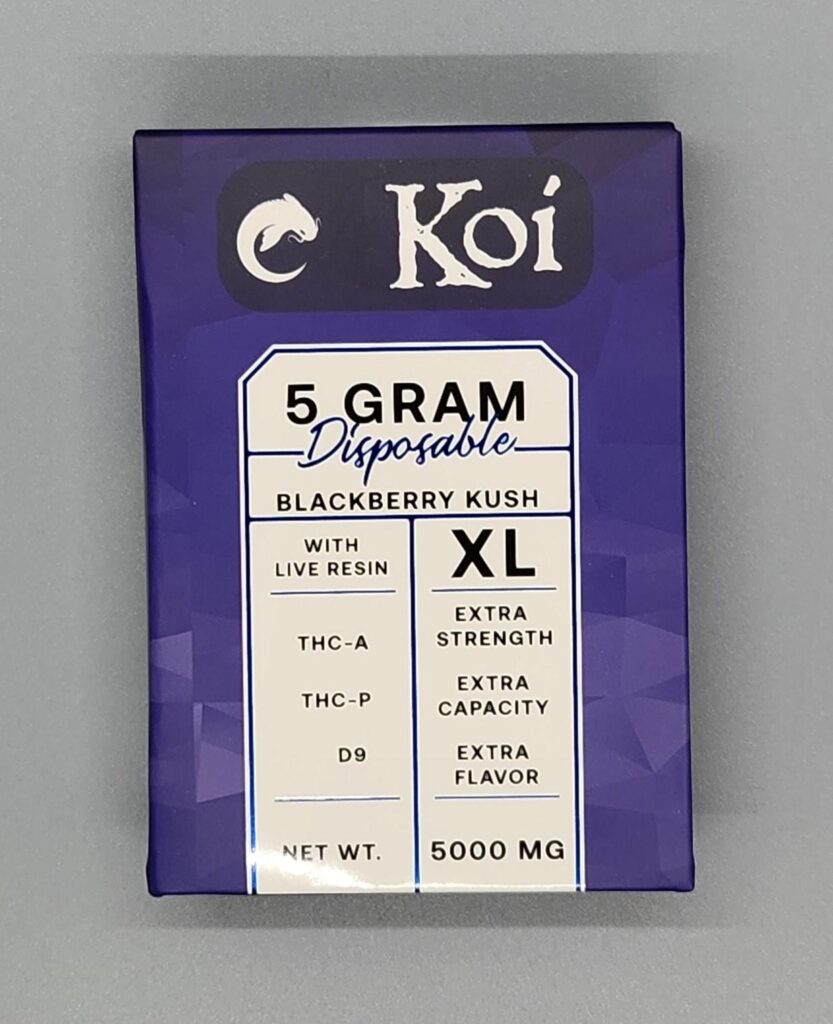 Koi
5 GRAM
Disposable
BLACKBERRY KUSH
WITH
LIVE RESIN
THC-A
THC-P
D9
NET WT.
XL
EXTRA
STRENGTH
EXTRA
CAPACITY
EXTRA
FLAVOR
5000 MG